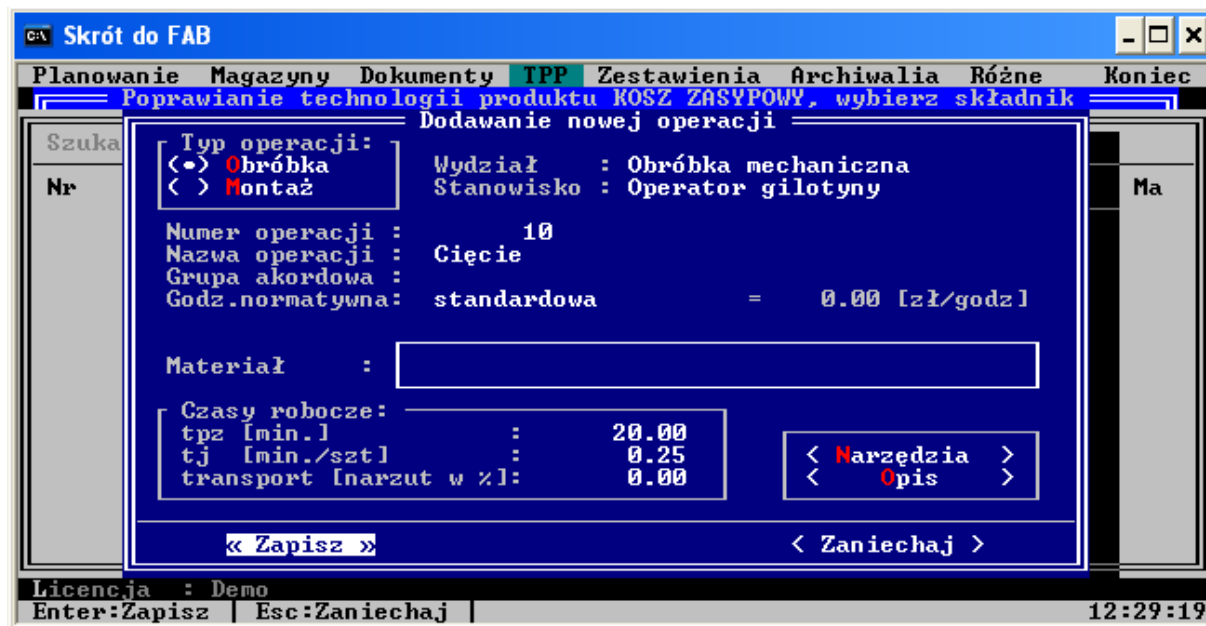 Skrót do FAB
Planowanie Magazyny Dokumenty TPP Zestawienia Archiwalia Różne Koniec
Poprawianie technologii produktu KOSZ ZASYPOWY, wybierz składnik
Dodawanie nowej operacji
Szuka
Typ operacji:
(•) Obróbka Wydział : Obróbka mechaniczna
( ) Montaż Stanowisko : Operator gilotyny
Nr Ma
Numer operacji : 10
Nazwa operacji : Cięcie
Grupa akordowa :
Godz.normatywna: standardowa = 0.00 [zł/godz]
Materiał :
Czasy robocze:
tpz [min.] : 20.00
tj [min./szt] : 0.25 < Narzędzia >
transport [narzut w %]: 0.00 < Opis >
« Zapisz » < Zaniechaj >
Licencja : Demo
Enter:Zapisz | Esc:Zaniechaj | 12:29:19